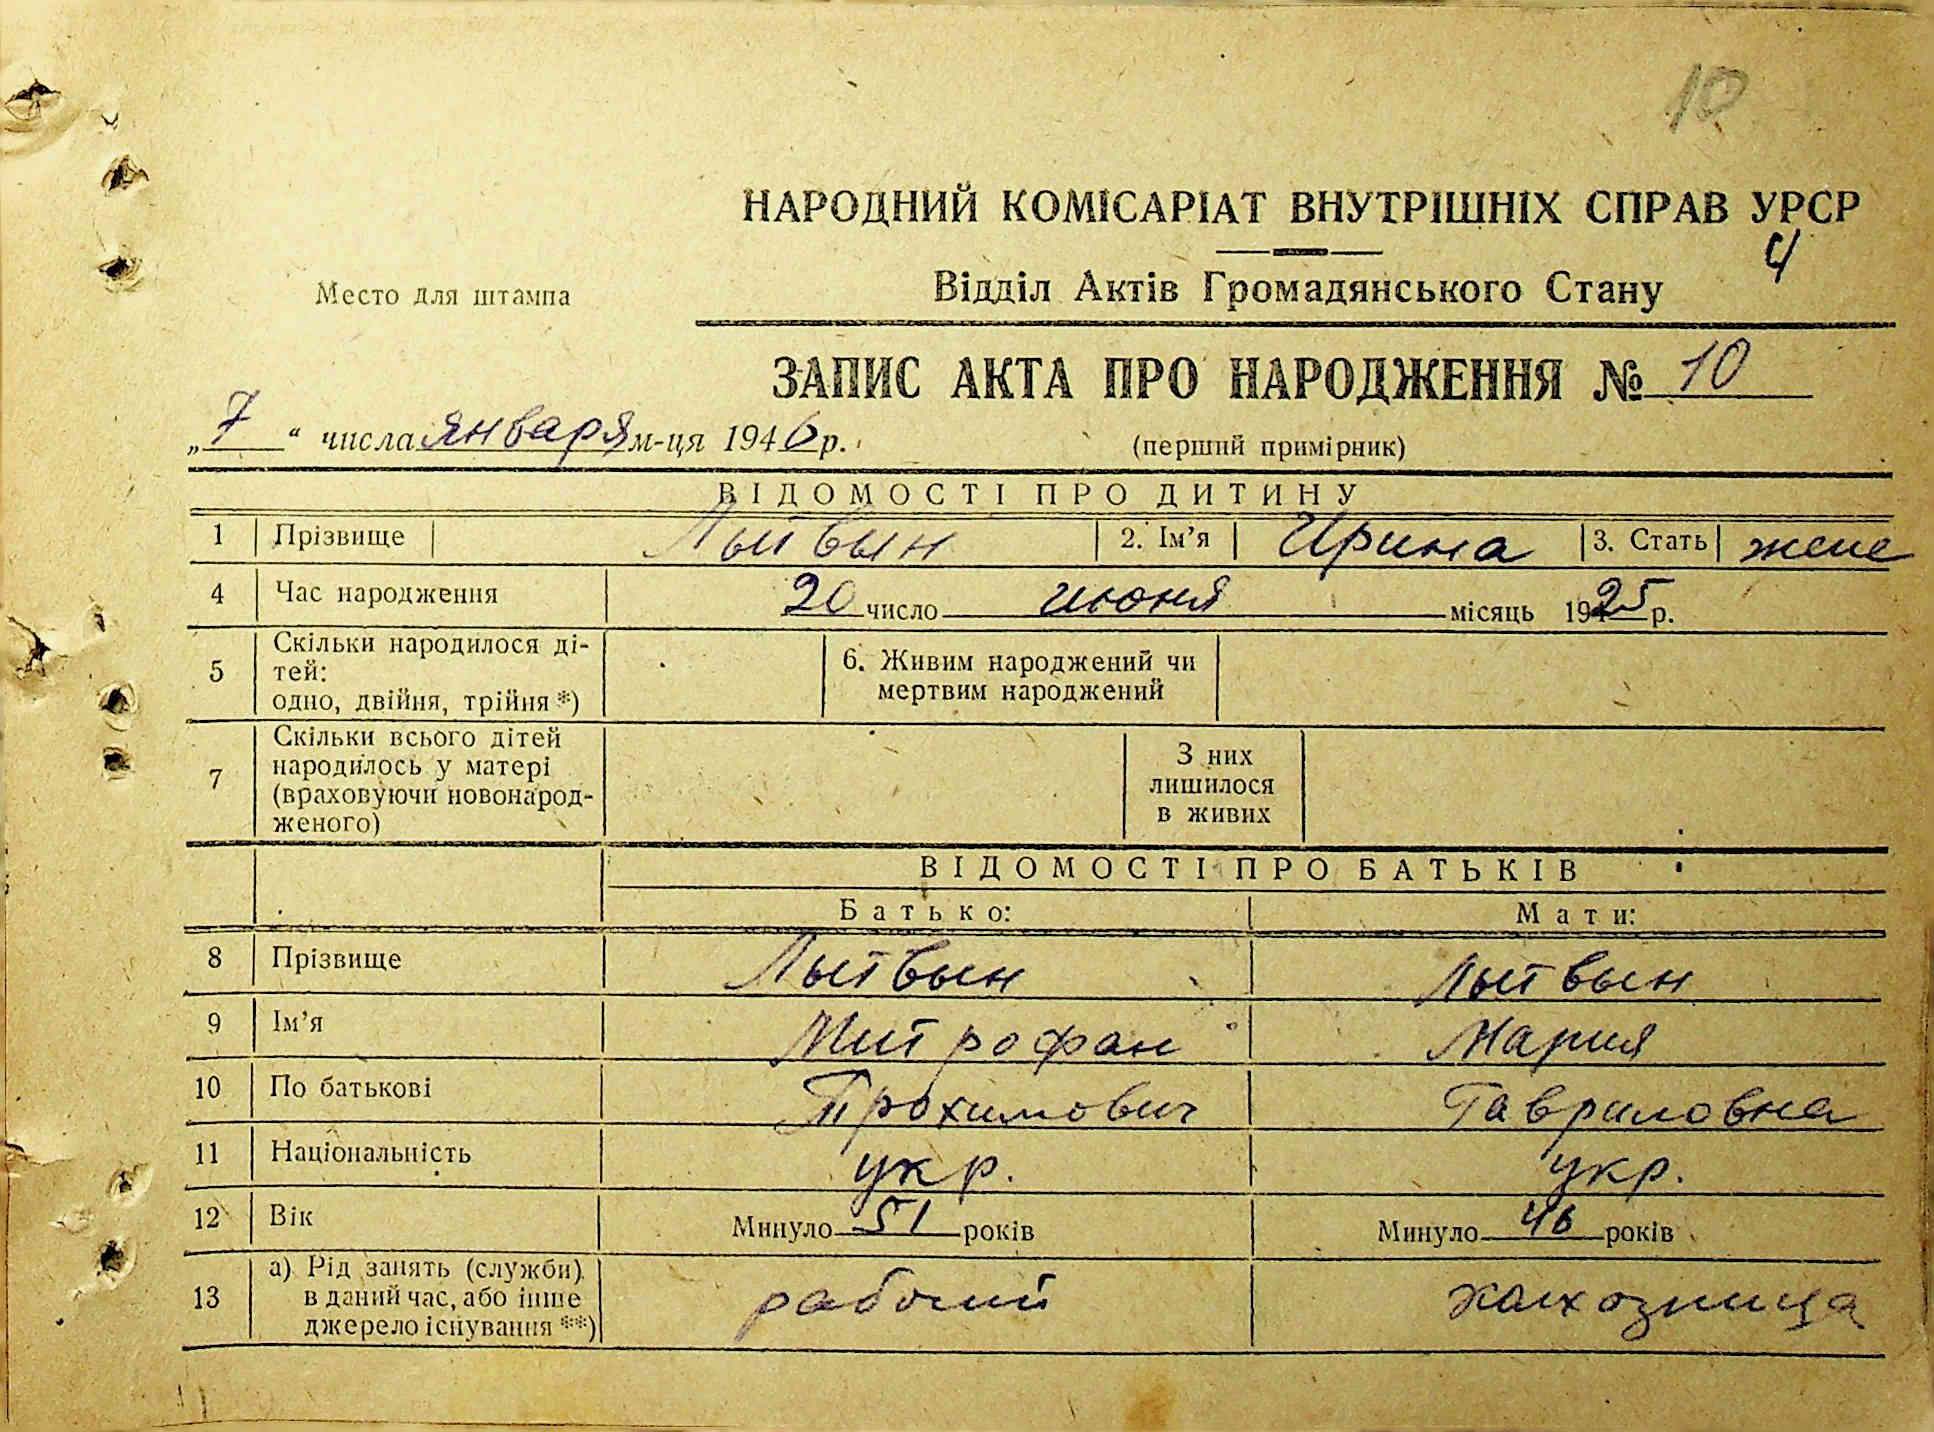 10
НАРОДНИЙ КОМІСАРІАТ ВНУТРІШНІХ СПРАВ УРСР
4
Место для штампа
Відділ Актів Громадянського Стану
ЗАПИС АКТА ПРО НАРОДЖЕННЯ № 10
„7“ числа января м-ця 1946 р.
(перший примірник)
ВІДОМОСТІ ПРО ДИТИНУ
1 Прізвище Лытвын 2. Ім'я Ирина 3. Стать жене
4 Час народження 20 число июня місяць 1925 р.
5 Скільки народилося ді-
тей:
одно, двійня, трійня *)
6. Живим народжений чи
мертвим народжений
7 Скільки всього дітей
народилось у матері
(враховуючи новонарод-
женого)
З них
лишилося
в живих
ВІДОМОСТІ ПРО БАТЬКІВ
Батько: Мати:
8 Прізвище Лытвын Лытвын
9 Ім'я Митрофан Мария
10 По батькові Трохимович Гавриловна
11 Національність укр. укр.
12 Вік Минуло 51 років Минуло 46 років
13 а) Рід занять (служби)
в даний час, або інше
джерело існування **)
рабочий колхозница